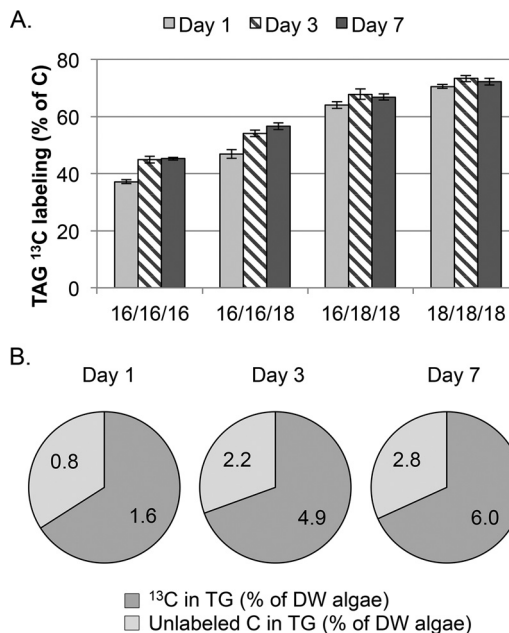 A.
Day 1 Day 3 Day 7
TAG ¹³C labeling (% of C)
80
60
40
20
0
16/16/16 16/16/18 16/18/18 18/18/18
B.
Day 1 Day 3 Day 7
0.8 2.2 2.8
1.6 4.9 6.0
¹³C in TG (% of DW algae)
Unlabeled C in TG (% of DW algae)